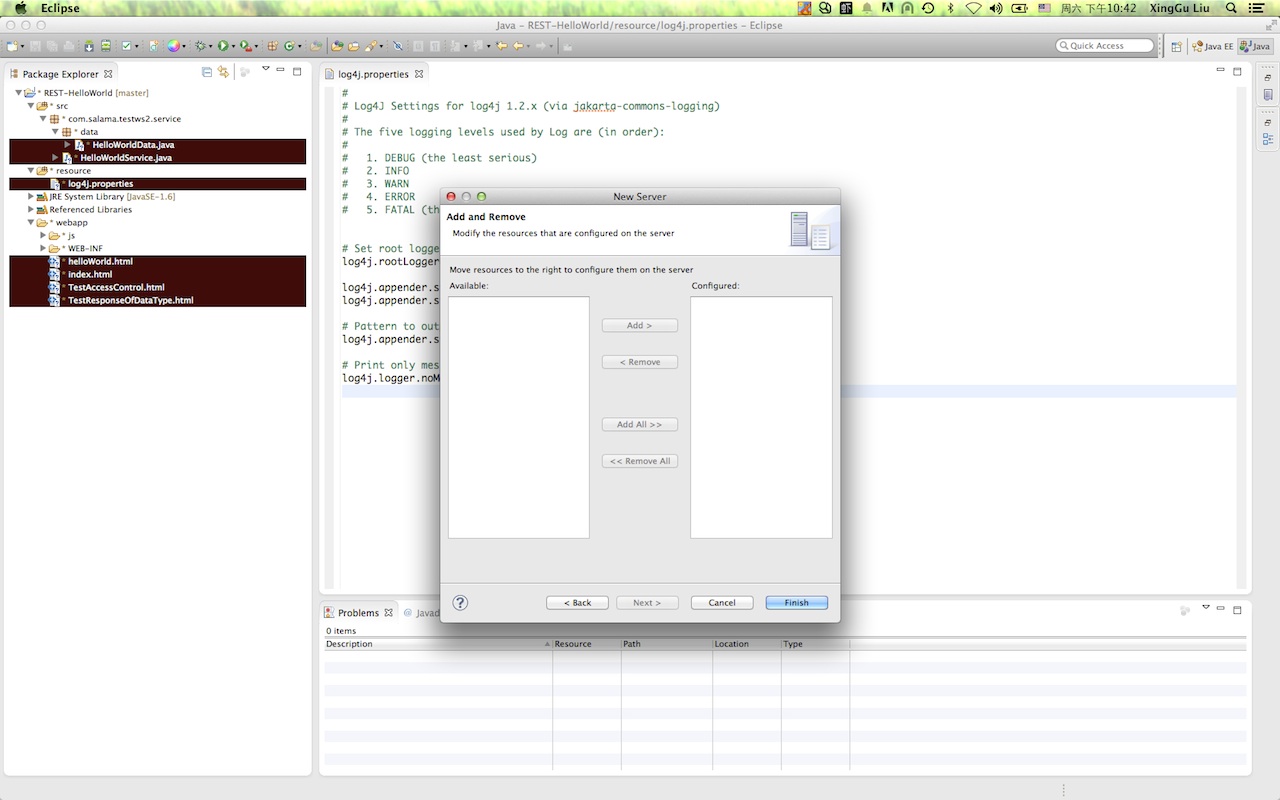 Eclipse
周六 下午10:42 XingGu Liu
Java – REST-HelloWorld/resource/log4j.properties – Eclipse
Quick Access
Java EE
Java
Package Explorer
* REST-HelloWorld [master]
* src
* com.salama.testws2.service
* data
* HelloWorldData.java
* HelloWorldService.java
* resource
* log4j.properties
JRE System Library [JavaSE-1.6]
Referenced Libraries
* webapp
* js
* WEB-INF
* helloWorld.html
* index.html
* TestAccessControl.html
* TestResponseOfDataType.html
log4j.properties
#
# Log4J Settings for log4j 1.2.x (via jakarta-commons-logging)
#
# The five logging levels used by Log are (in order):
#
# 1. DEBUG (the least serious)
# 2. INFO
# 3. WARN
# 4. ERROR
# 5. FATAL (th
# Set root logge
log4j.rootLogger
log4j.appender.s
log4j.appender.s
# Pattern to out
log4j.appender.s
# Print only mes
log4j.logger.noM
New Server
Add and Remove
Modify the resources that are configured on the server
Move resources to the right to configure them on the server
Available:
Configured:
Add >
< Remove
Add All >>
<< Remove All
?
< Back
Next >
Cancel
Finish
Problems
@ Javad
0 items
Description
Resource
Path
Location
Type